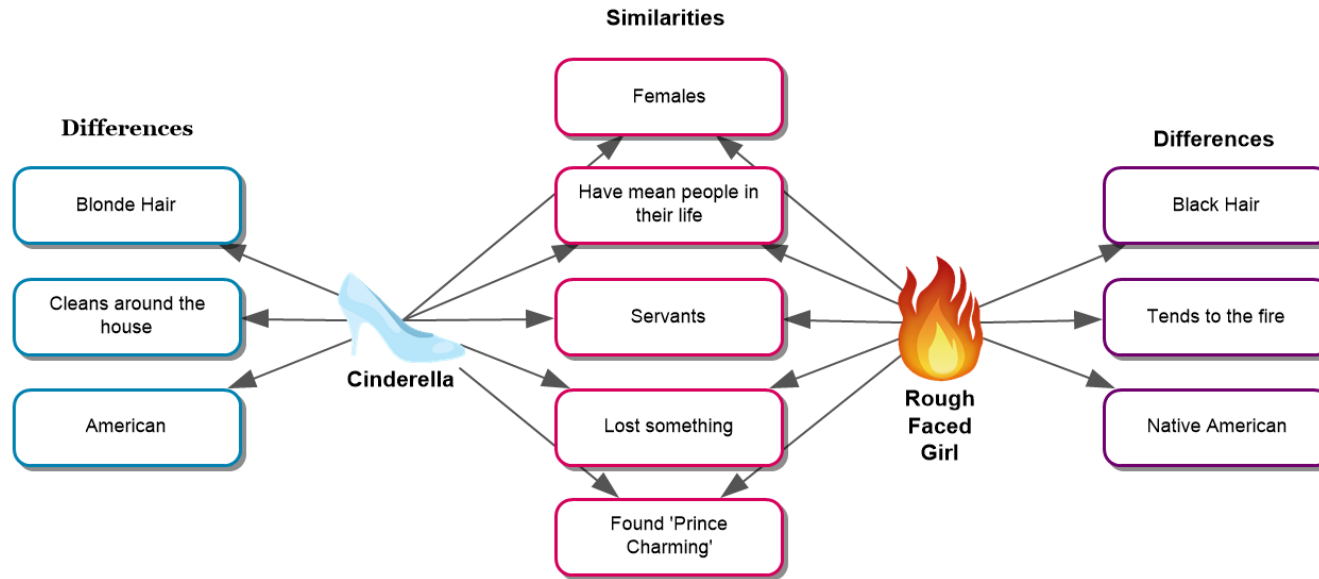 Similarities
Females
Differences
Differences
Blonde Hair
Have mean people in
their life
Black Hair
Cleans around the
house
Servants
Tends to the fire
Cinderella
Rough
Faced
Girl
American
Lost something
Native American
Found 'Prince
Charming'